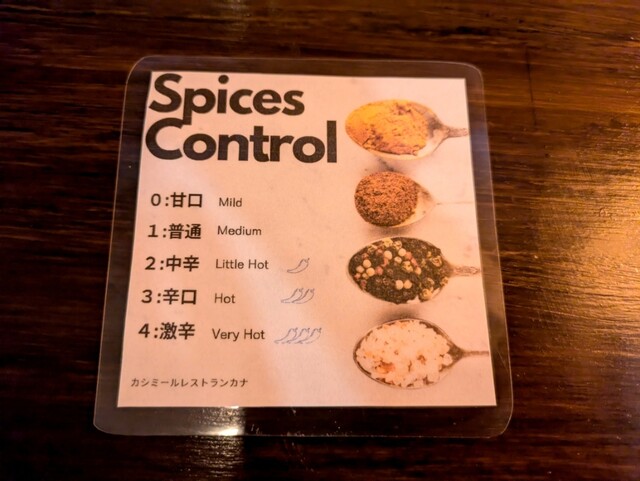 Spices
Control
0:甘口 Mild
1:普通 Medium
2:中辛 Little Hot
3:辛口 Hot
4:激辛 Very Hot
カシミールレストランカナ